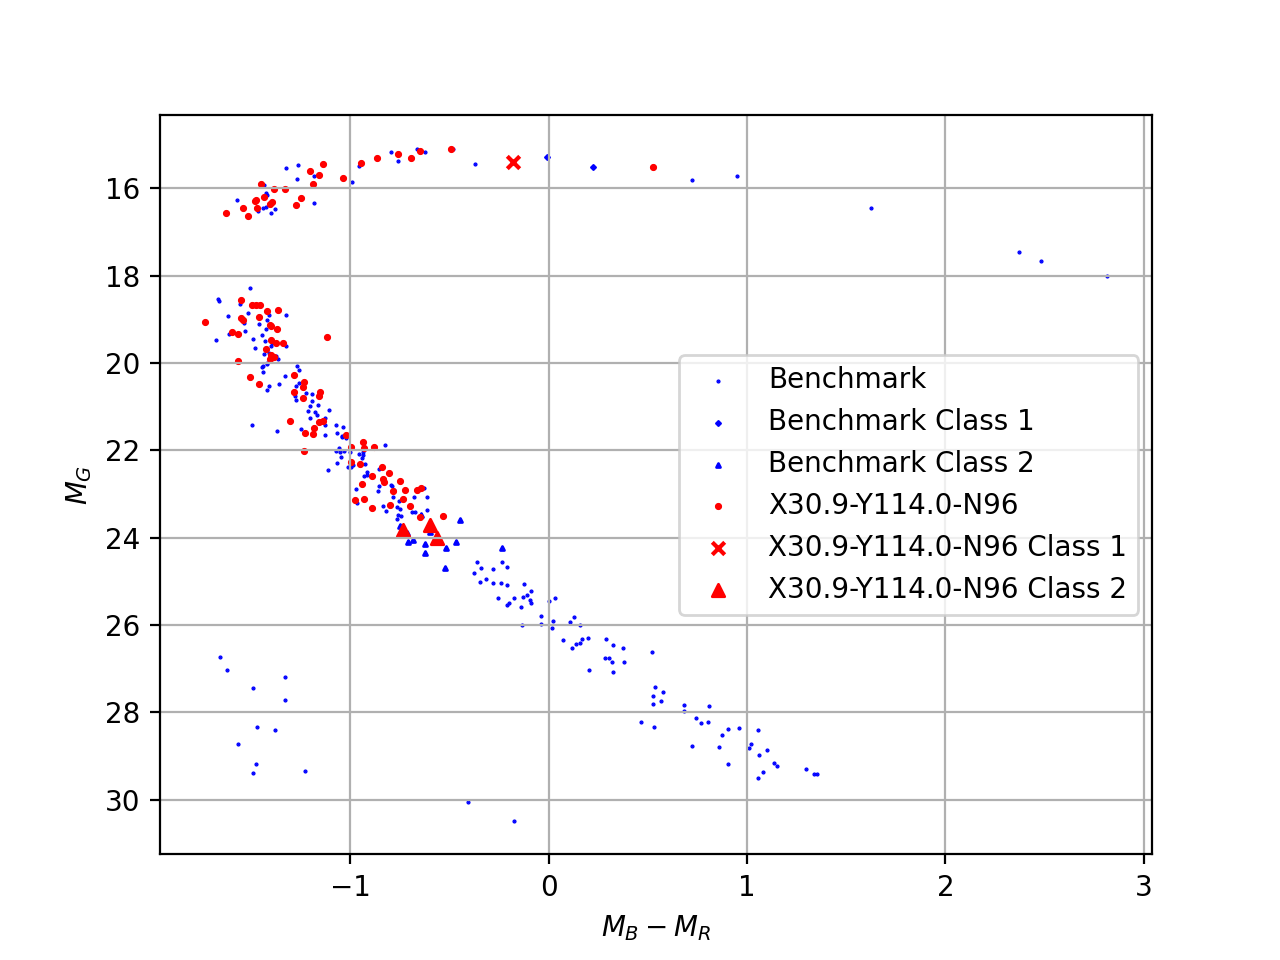 16
18
20
22
24
26
28
30
M_G
Benchmark
Benchmark Class 1
Benchmark Class 2
X30.9-Y114.0-N96
X30.9-Y114.0-N96 Class 1
X30.9-Y114.0-N96 Class 2
−1 0 1 2 3
M_B − M_R